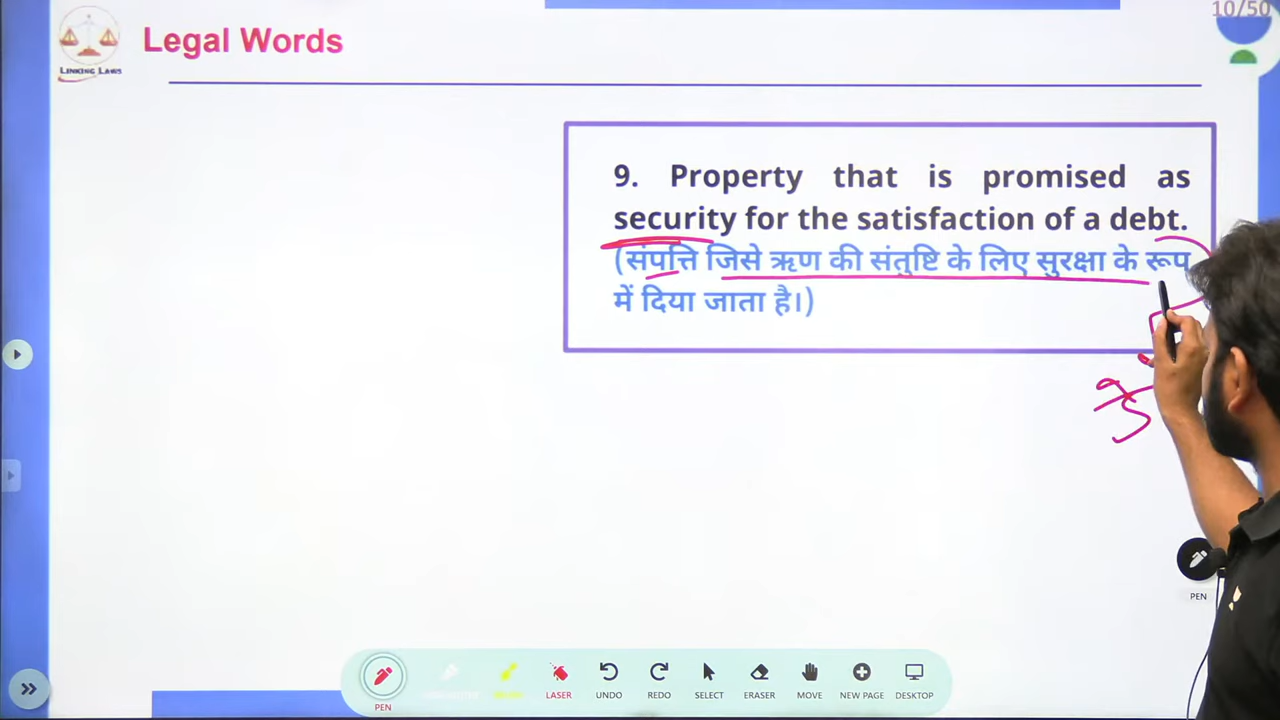 10/50
LINKING LAWS
Legal Words
9. Property that is promised as
security for the satisfaction of a debt.
(संपत्ति जिसे ऋण की संतुष्टि के लिए सुरक्षा के रूप
में दिया जाता है।)
PEN
PEN
LASER
UNDO
REDO
SELECT
ERASER
MOVE
NEW PAGE
DESKTOP